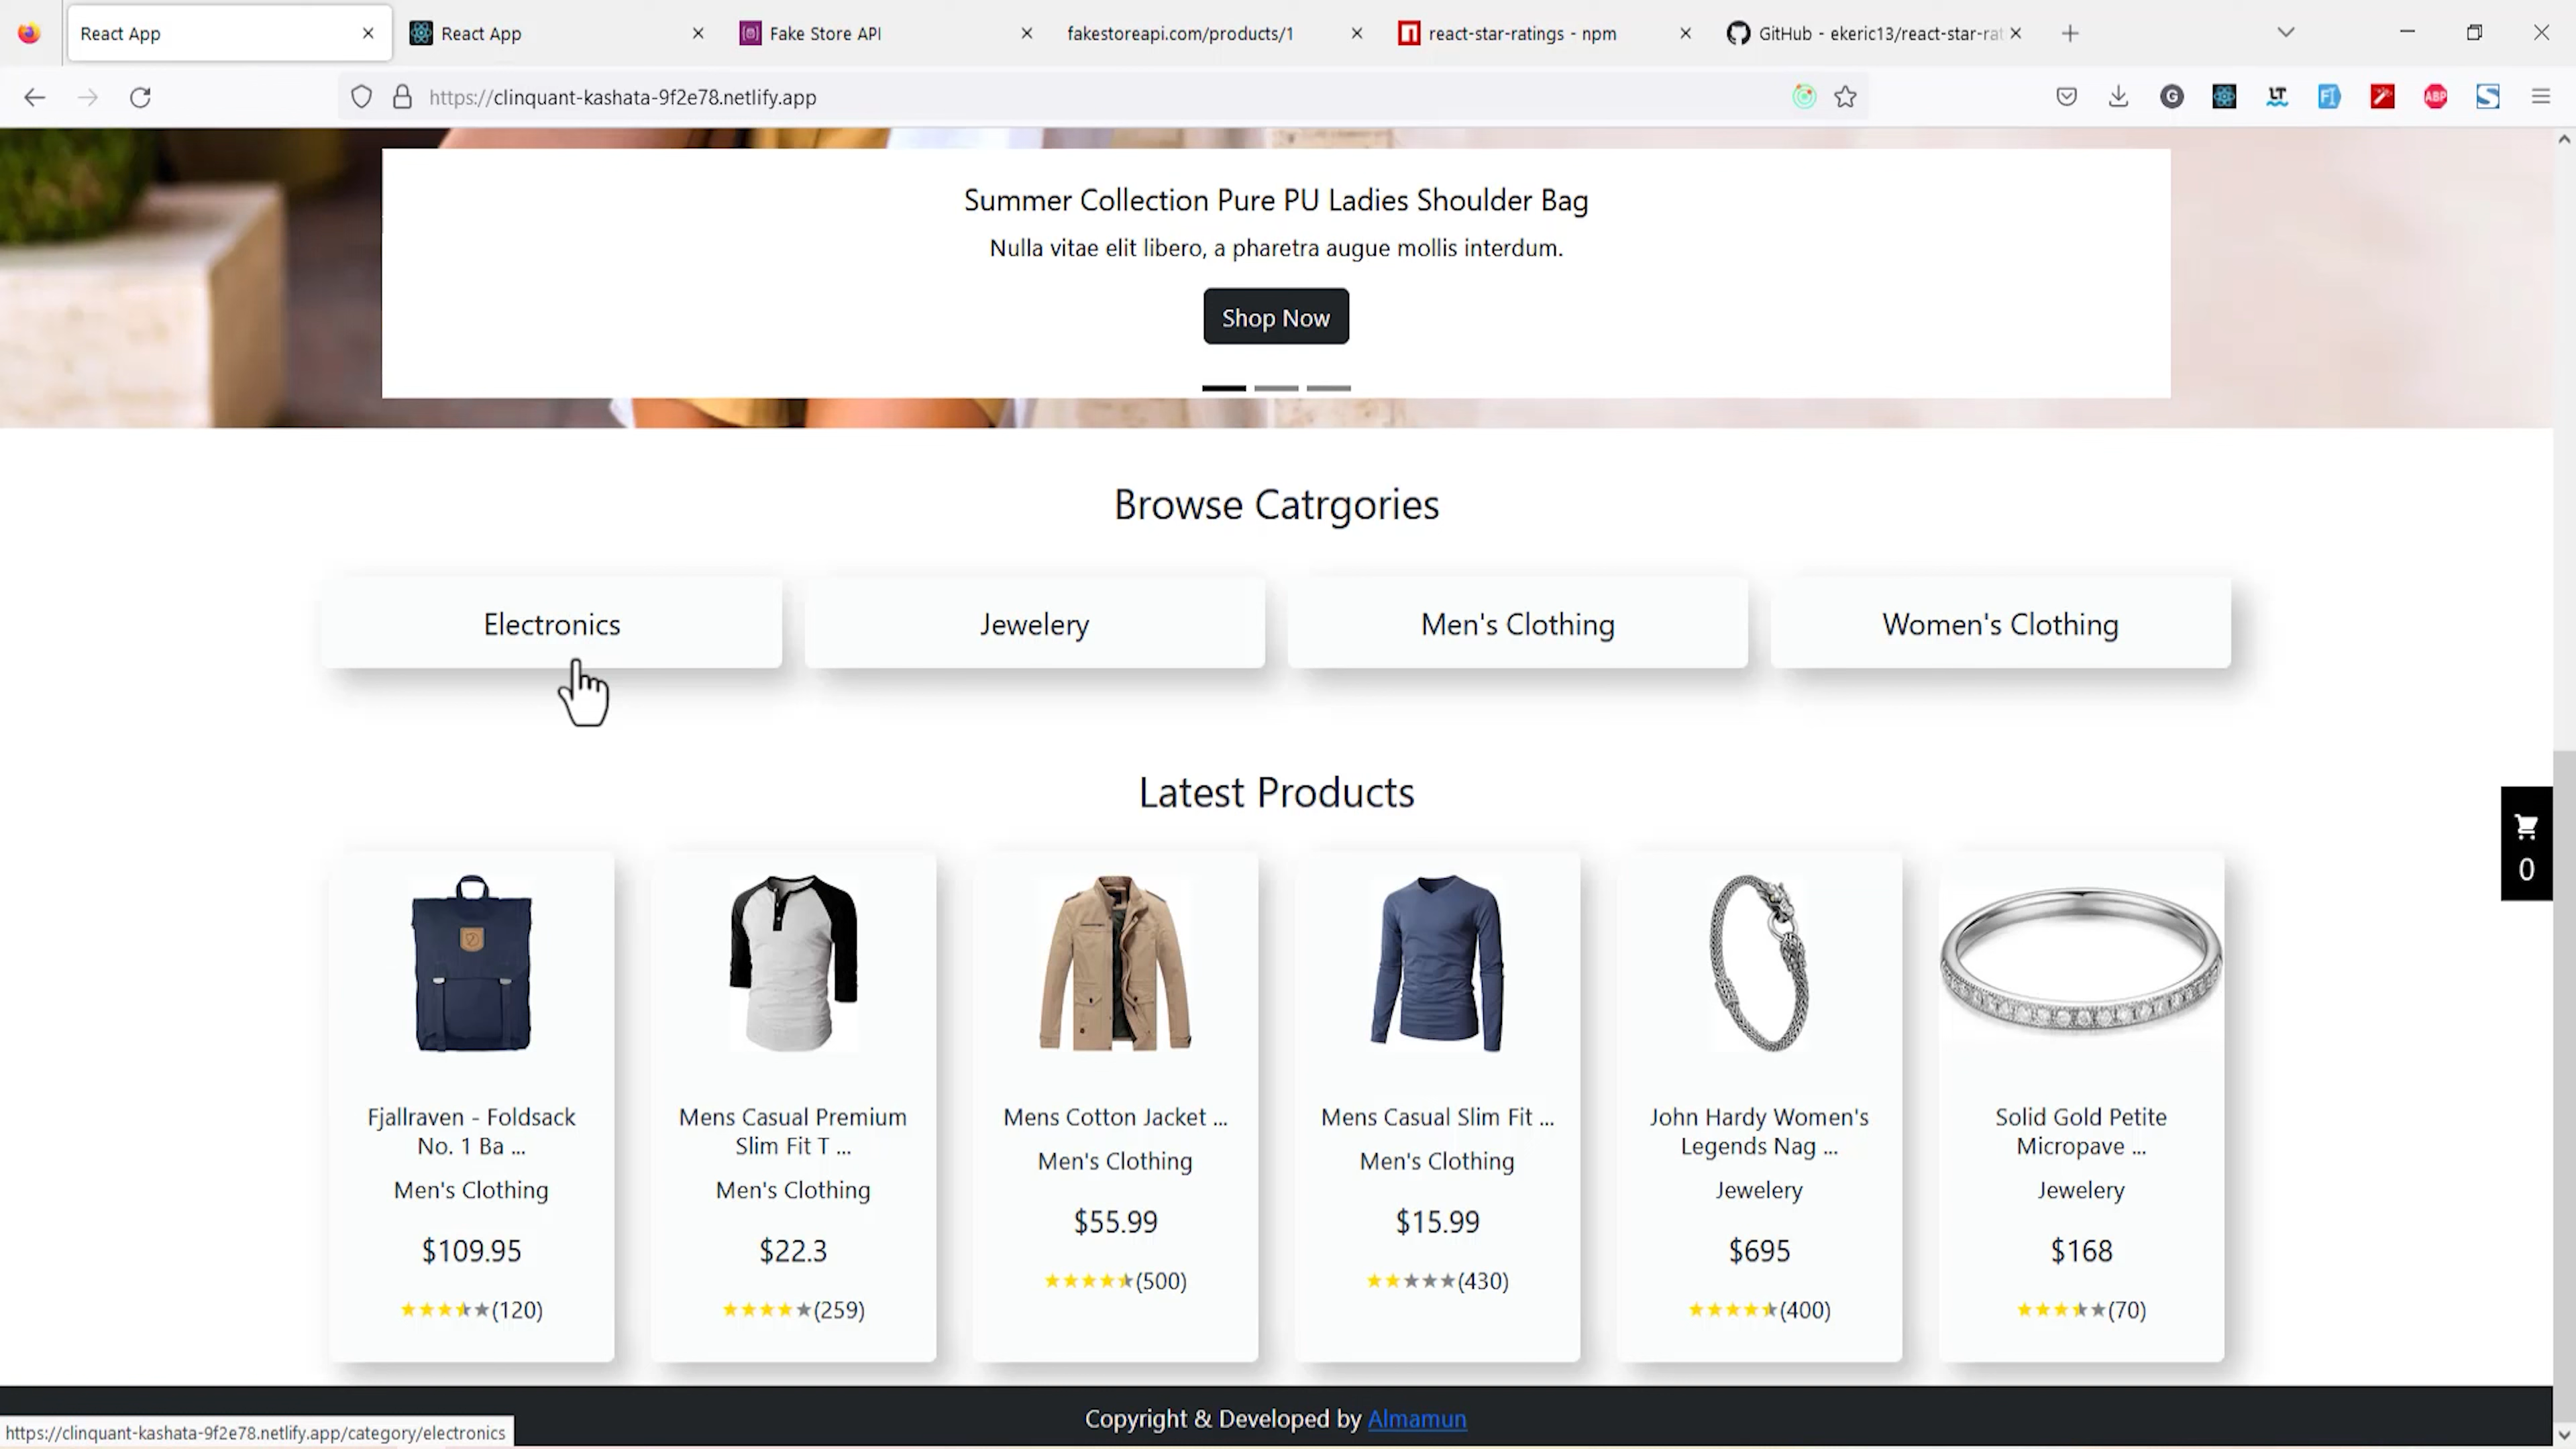 React App
React App
Fake Store API
fakestoreapi.com/products/1
react-star-ratings - npm
GitHub - ekeric13/react-star-rat
https://clinquant-kashata-9f2e78.netlify.app
G
LT
FI
ABP
S
Summer Collection Pure PU Ladies Shoulder Bag
Nulla vitae elit libero, a pharetra augue mollis interdum.
Shop Now
Browse Catrgories
Electronics
Jewelery
Men's Clothing
Women's Clothing
Latest Products
0
Fjallraven - Foldsack
No. 1 Ba ...
Men's Clothing
$109.95
(120)
Mens Casual Premium
Slim Fit T ...
Men's Clothing
$22.3
(259)
Mens Cotton Jacket ...
Men's Clothing
$55.99
(500)
Mens Casual Slim Fit ...
Men's Clothing
$15.99
(430)
John Hardy Women's
Legends Nag ...
Jewelery
$695
(400)
Solid Gold Petite
Micropave ...
Jewelery
$168
(70)
Copyright & Developed by Almamun
https://clinquant-kashata-9f2e78.netlify.app/category/electronics